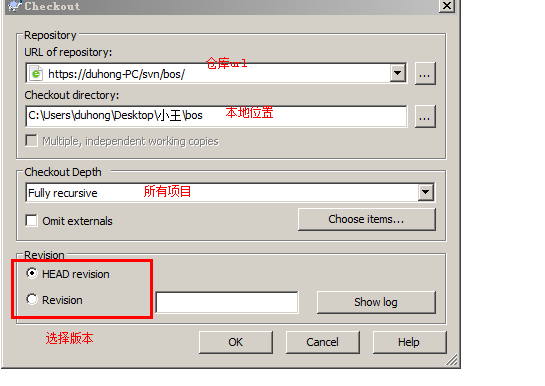 Checkout
Repository
URL of repository:
仓库url
https://duhong-PC/svn/bos/
...
Checkout directory:
C:\Users\duhong\Desktop\小王\bos
本地位置
...
Multiple, independent working copies
Checkout Depth
Fully recursive
所有项目
Omit externals
Choose items...
Revision
HEAD revision
Revision
Show log
选择版本
OK
Cancel
Help